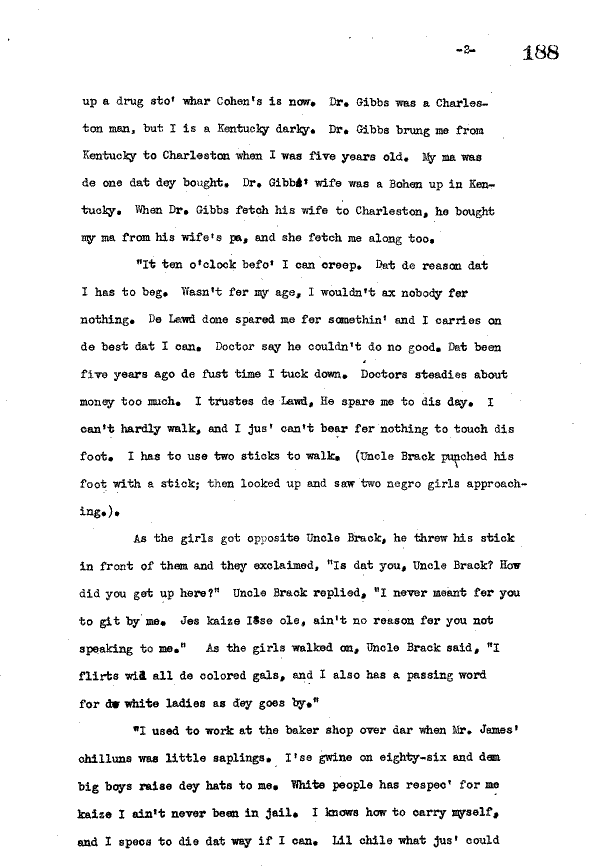 -2- 188
up a drug sto' whar Cohen's is now. Dr. Gibbs was a Charles-
ton man, but I is a Kentucky darky. Dr. Gibbs brung me from
Kentucky to Charleston when I was five years old. My ma was
de one dat dey bought. Dr. Gibbs' wife was a Bohen up in Ken-
tucky. When Dr. Gibbs fetch his wife to Charleston, he bought
my ma from his wife's pa, and she fetch me along too.
"It ten o'clock befo' I can creep. Dat de reason dat
I has to beg. Wasn't fer my age, I wouldn't ax nobody fer
nothing. De Lawd done spared me fer somethin' and I carries on
de best dat I can. Doctor say he couldn't do no good. Dat been
five years ago de fust time I tuck down. Doctors steadies about
money too much. I trustes de Lawd, He spare me to dis day. I
can't hardly walk, and I jus' can't bear fer nothing to touch dis
foot. I has to use two sticks to walk. (Uncle Brack punched his
foot with a stick; then looked up and saw two negro girls approach-
ing.).
As the girls got opposite Uncle Brack, he threw his stick
in front of them and they exclaimed, "Is dat you, Uncle Brack? How
did you get up here?" Uncle Brack replied, "I never meant fer you
to git by me. Jes kaize I'se ole, ain't no reason fer you not
speaking to me." As the girls walked on, Uncle Brack said, "I
flirts wid all de colored gals, and I also has a passing word
for de white ladies as dey goes by."
"I used to work at the baker shop over dar when Mr. James'
chilluns was little saplings. I'se gwine on eighty-six and dem
big boys raise dey hats to me. White people has respec' for me
kaize I ain't never been in jail. I knows how to carry myself,
and I specs to die dat way if I can. Lil chile what jus' could